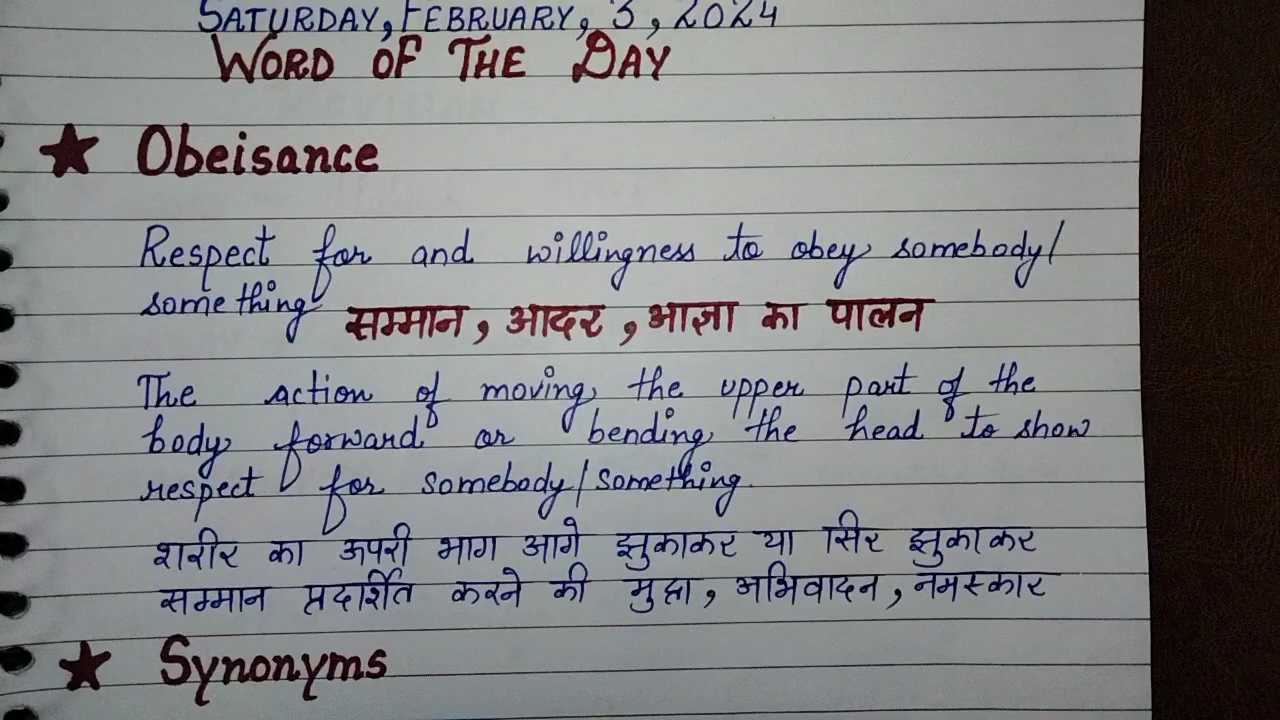 SATURDAY, FEBRUARY, 3, 2024
WORD OF THE DAY
★ Obeisance
Respect for and willingness to obey somebody/
something सम्मान, आदर, आज्ञा का पालन
The action of moving the upper part of the
body forward or bending the head to show
respect for somebody/something.
शरीर का ऊपरी भाग आगे झुकाकर या सिर झुकाकर
सम्मान प्रदार्शित करने की मुद्रा, अभिवादन, नमस्कार
★ Synonyms